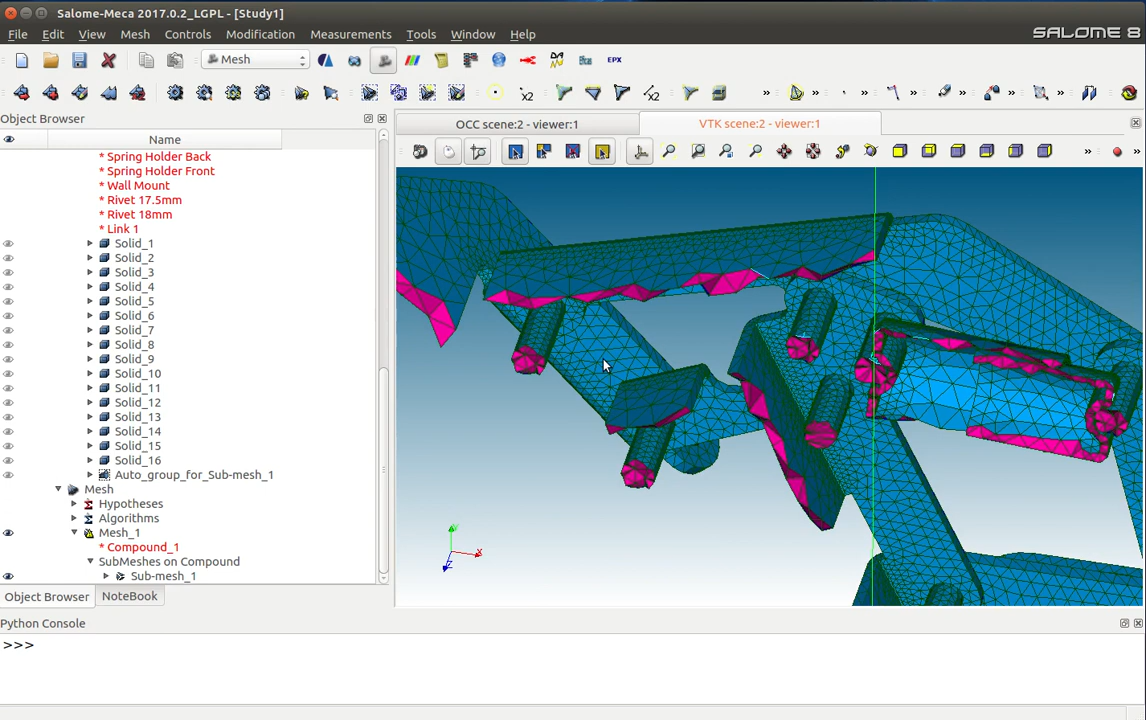 Salome-Meca 2017.0.2_LGPL - [Study1]
File Edit View Mesh Controls Modification Measurements Tools Window Help
SALOME 8
Mesh
EPX
x2
Object Browser
OCC scene:2 - viewer:1
VTK scene:2 - viewer:1
Name
* Spring Holder Back
* Spring Holder Front
* Wall Mount
* Rivet 17.5mm
* Rivet 18mm
* Link 1
Solid_1
Solid_2
Solid_3
Solid_4
Solid_5
Solid_6
Solid_7
Solid_8
Solid_9
Solid_10
Solid_11
Solid_12
Solid_13
Solid_14
Solid_15
Solid_16
Auto_group_for_Sub-mesh_1
Mesh
Hypotheses
Algorithms
Mesh_1
* Compound_1
SubMeshes on Compound
Sub-mesh_1
Y
X
Z
Object Browser
NoteBook
Python Console
>>>